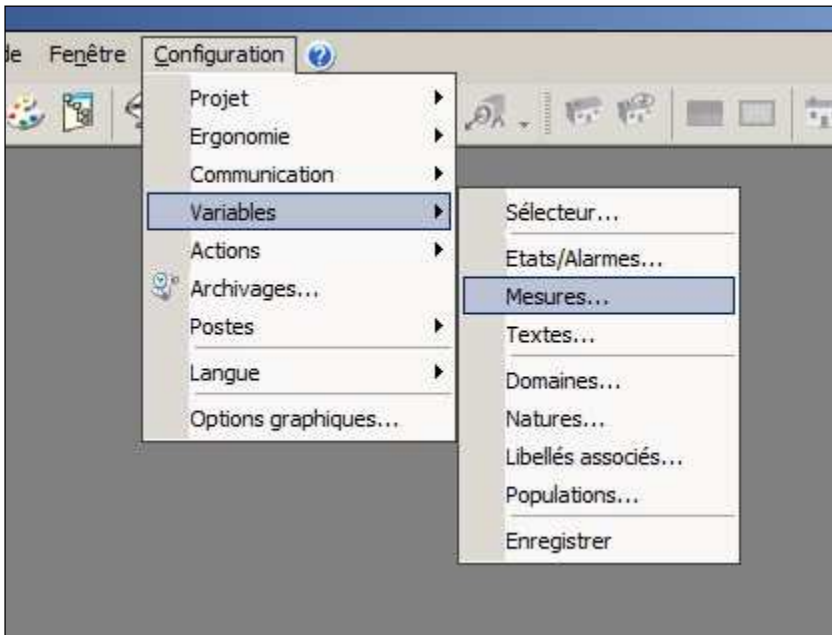 Fenêtre Configuration
Projet
Ergonomie
Communication
Variables
Actions
Archivages...
Postes
Langue
Options graphiques...
Sélecteur...
Etats/Alarmes...
Mesures...
Textes...
Domaines...
Natures...
Libellés associés...
Populations...
Enregistrer